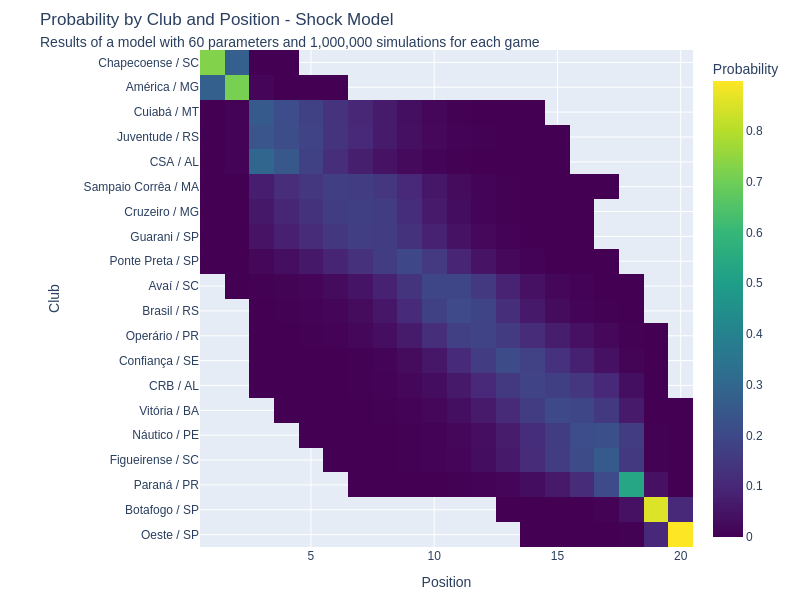 Probability by Club and Position - Shock Model
Results of a model with 60 parameters and 1,000,000 simulations for each game
Probability
Club
Chapecoense / SC
América / MG
Cuiabá / MT
Juventude / RS
CSA / AL
Sampaio Corrêa / MA
Cruzeiro / MG
Guarani / SP
Ponte Preta / SP
Avaí / SC
Brasil / RS
Operário / PR
Confiança / SE
CRB / AL
Vitória / BA
Náutico / PE
Figueirense / SC
Paraná / PR
Botafogo / SP
Oeste / SP
5 10 15 20
Position
0.8
0.7
0.6
0.5
0.4
0.3
0.2
0.1
0